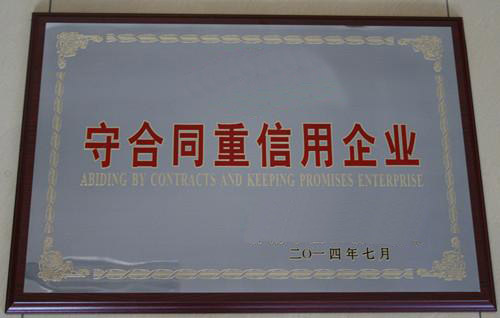 守合同重信用企业
ABIDING BY CONTRACTS AND KEEPING PROMISES ENTERPRISE
二〇一四年七月